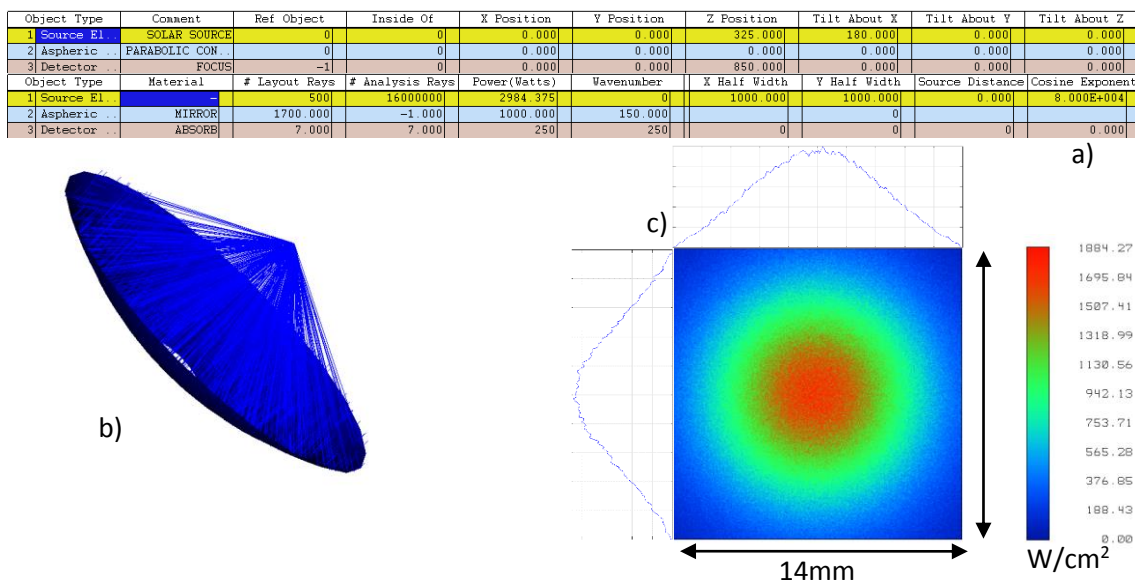 Object Type Comment Ref Object Inside Of X Position Y Position Z Position Tilt About X Tilt About Y Tilt About Z
1 Source El.. SOLAR SOURCE 0 0 0.000 0.000 325.000 180.000 0.000 0.000
2 Aspheric .. PARABOLIC CON.. 0 0 0.000 0.000 0.000 0.000 0.000 0.000
3 Detector .. FOCUS -1 0 0.000 0.000 850.000 0.000 0.000 0.000
Object Type Material # Layout Rays # Analysis Rays Power(Watts) Wavenumber X Half Width Y Half Width Source Distance Cosine Exponent
1 Source El.. - 500 16000000 2984.375 0 1000.000 1000.000 0.000 8.000E+004
2 Aspheric .. MIRROR 1700.000 -1.000 1000.000 150.000 0 0
3 Detector .. ABSORB 7.000 7.000 250 250 0 0 0 0.000
a)
b)
c)
1884.27
1695.84
1507.41
1318.99
1130.56
942.13
753.71
565.28
376.85
188.43
0.00
W/cm²
14mm